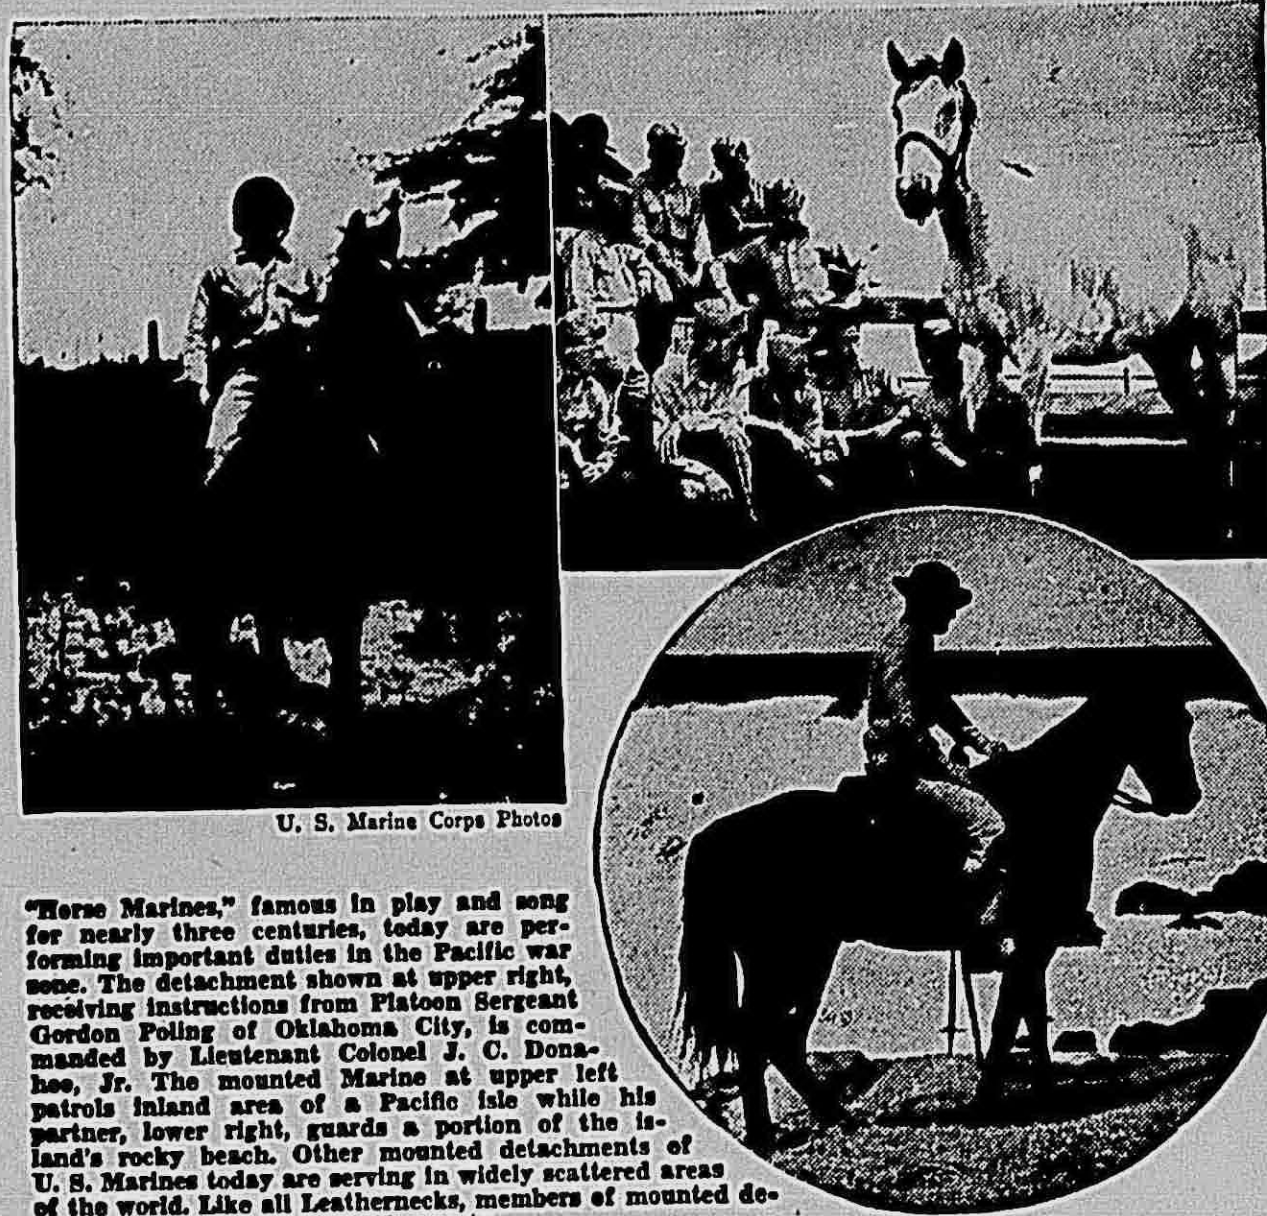 U. S. Marine Corps Photos
"Horse Marines," famous in play and song
for nearly three centuries, today are per-
forming important duties in the Pacific war
zone. The detachment shown at upper right,
receiving instructions from Platoon Sergeant
Gordon Poling of Oklahoma City, is com-
manded by Lieutenant Colonel J. C. Dona-
hoo, Jr. The mounted Marine at upper left
patrols inland area of a Pacific isle while his
partner, lower right, guards a portion of the is-
land's rocky beach. Other mounted detachments of
U. S. Marines today are serving in widely scattered areas
of the world. Like all Leathernecks, members of mounted de-